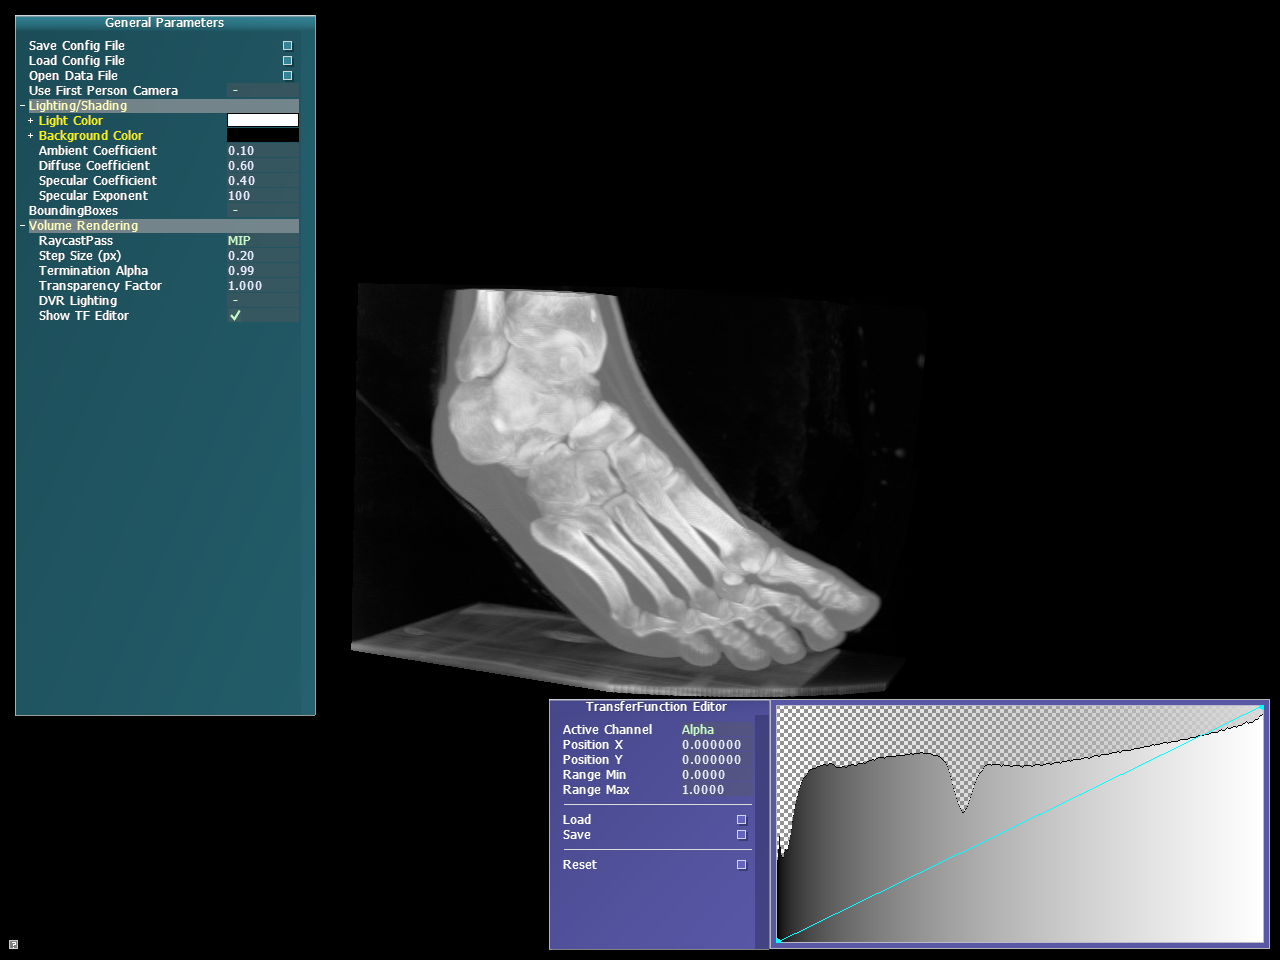 General Parameters
Save Config File
Load Config File
Open Data File
Use First Person Camera -
- Lighting/Shading
+ Light Color
+ Background Color
Ambient Coefficient 0.10
Diffuse Coefficient 0.60
Specular Coefficient 0.40
Specular Exponent 100
BoundingBoxes -
- Volume Rendering
RaycastPass MIP
Step Size (px) 0.20
Termination Alpha 0.99
Transparency Factor 1.000
DVR Lighting -
Show TF Editor ✓
TransferFunction Editor
Active Channel Alpha
Position X 0.000000
Position Y 0.000000
Range Min 0.0000
Range Max 1.0000
Load
Save
Reset
?